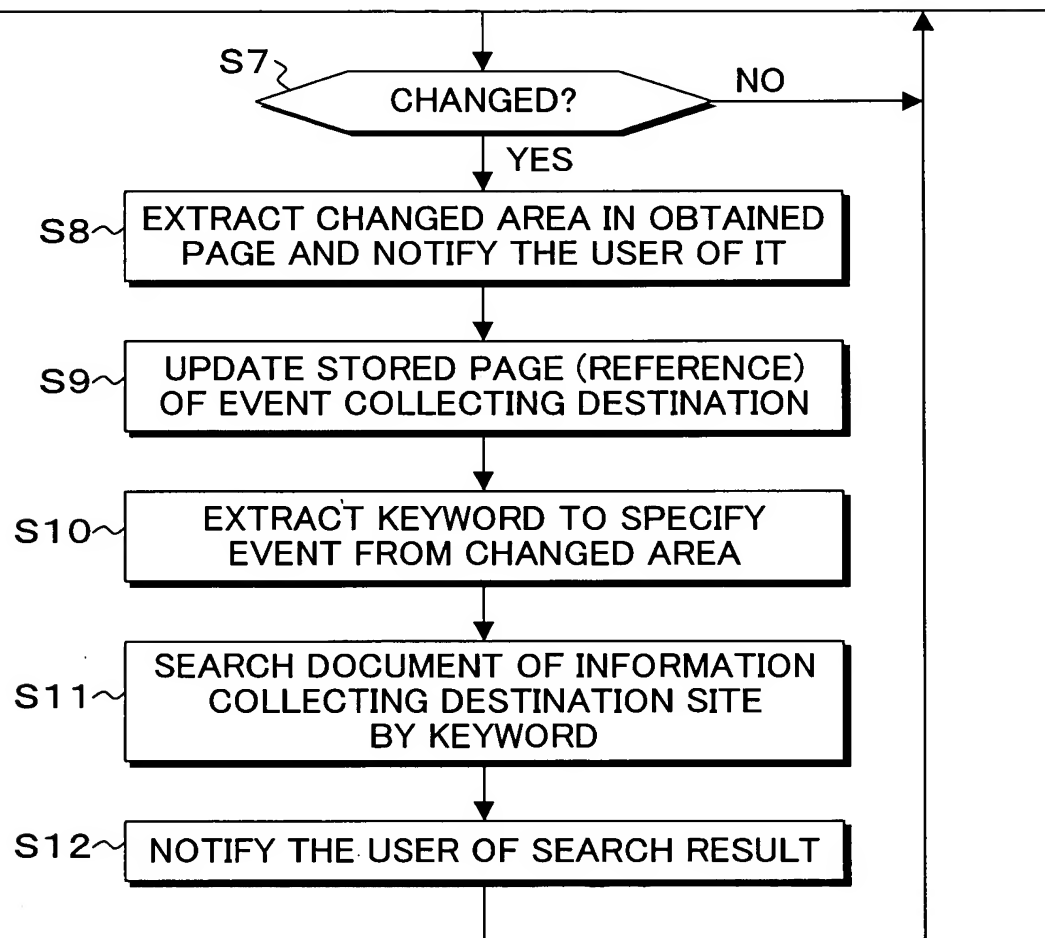 S7
CHANGED?
NO
YES
S8
EXTRACT CHANGED AREA IN OBTAINED
PAGE AND NOTIFY THE USER OF IT
S9
UPDATE STORED PAGE (REFERENCE)
OF EVENT COLLECTING DESTINATION
S10
EXTRACT KEYWORD TO SPECIFY
EVENT FROM CHANGED AREA
S11
SEARCH DOCUMENT OF INFORMATION
COLLECTING DESTINATION SITE
BY KEYWORD
S12
NOTIFY THE USER OF SEARCH RESULT